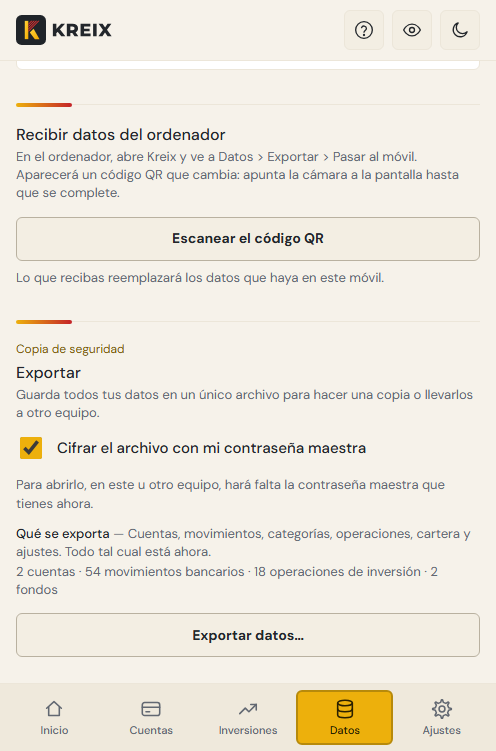 KREIX
Recibir datos del ordenador
En el ordenador, abre Kreix y ve a Datos > Exportar > Pasar al móvil.
Aparecerá un código QR que cambia: apunta la cámara a la pantalla hasta
que se complete.
Escanear el código QR
Lo que recibas reemplazará los datos que haya en este móvil.
Copia de seguridad
Exportar
Guarda todos tus datos en un único archivo para hacer una copia o llevarlos
a otro equipo.
Cifrar el archivo con mi contraseña maestra
Para abrirlo, en este u otro equipo, hará falta la contraseña maestra que
tienes ahora.
Qué se exporta — Cuentas, movimientos, categorías, operaciones, cartera y
ajustes. Todo tal cual está ahora.
2 cuentas · 54 movimientos bancarios · 18 operaciones de inversión · 2
fondos
Exportar datos...
Inicio
Cuentas
Inversiones
Datos
Ajustes